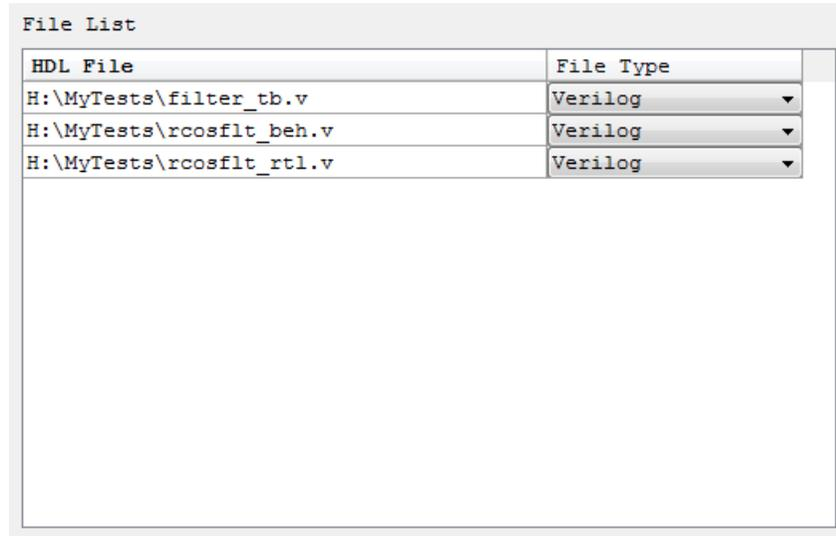 File List
HDL File File Type
H:\MyTests\filter_tb.v Verilog
H:\MyTests\rcosflt_beh.v Verilog
H:\MyTests\rcosflt_rtl.v Verilog